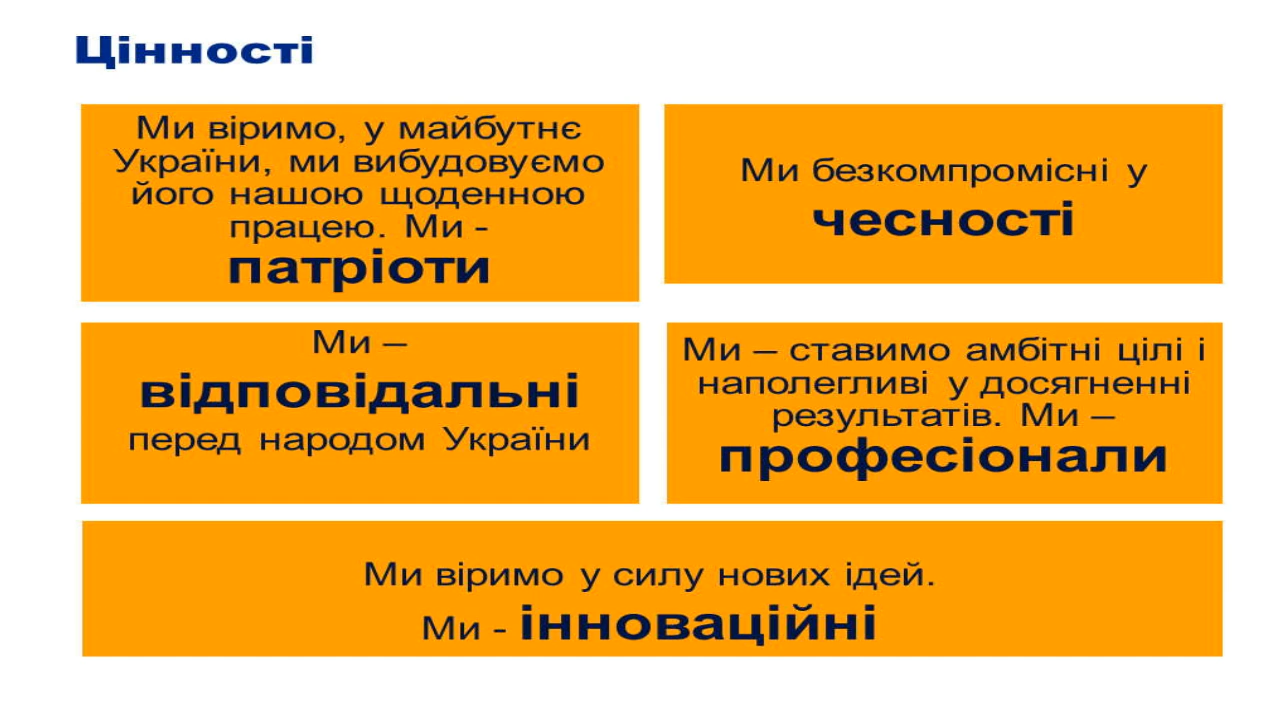 Цінності
Ми віримо, у майбутнє
України, ми вибудовуємо
його нашою щоденною
працею. Ми -
патріоти
Ми безкомпромісні у
чесності
Ми –
відповідальні
перед народом України
Ми – ставимо амбітні цілі і
наполегливі у досягненні
результатів. Ми –
професіонали
Ми віримо у силу нових ідей.
Ми - інноваційні